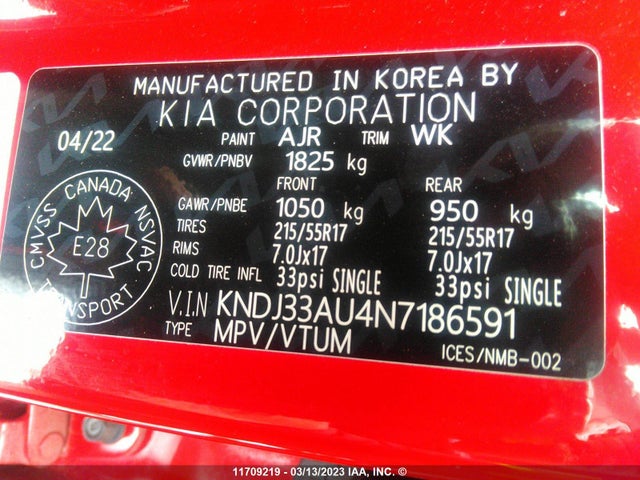 MANUFACTURED IN KOREA BY
KIA CORPORATION
04/22 PAINT AJR TRIM WK
GVWR/PNBV 1825 kg
FRONT REAR
GAWR/PNBE 1050 kg 950 kg
TIRES 215/55R17 215/55R17
RIMS 7.0Jx17 7.0Jx17
COLD TIRE INFL 33psi SINGLE 33psi SINGLE
V.I.N KNDJ33AU4N7186591
TYPE MPV/VTUM
ICES/NMB-002
CANADA
CMVSS NSVAC
E28
TRANSPORT
11709219 - 03/13/2023 IAA, INC. ©